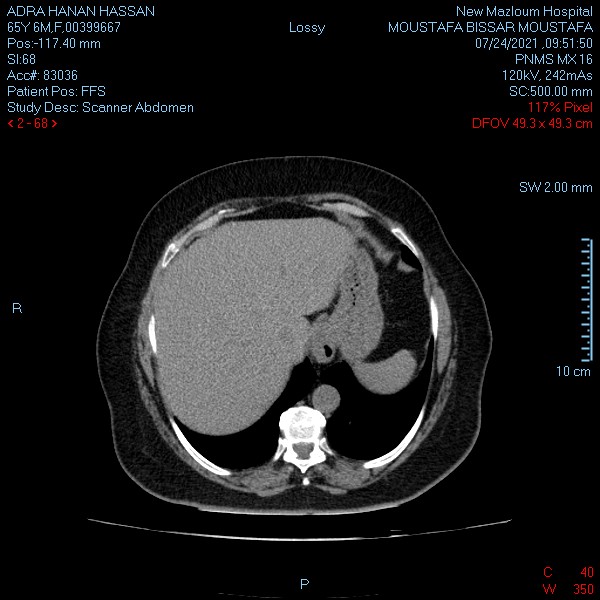 ADRA HANAN HASSAN
65Y 6M,F,00399667
Pos:-117.40 mm
SI:68
Acc#: 83036
Patient Pos: FFS
Study Desc: Scanner Abdomen
< 2 - 68 >
Lossy
New Mazloum Hospital
MOUSTAFA BISSAR MOUSTAFA
07/24/2021 ,09:51:50
PNMS MX 16
120kV, 242mAs
SC:500.00 mm
117% Pixel
DFOV 49.3 x 49.3 cm
SW 2.00 mm
R
10 cm
P
C 40
W 350